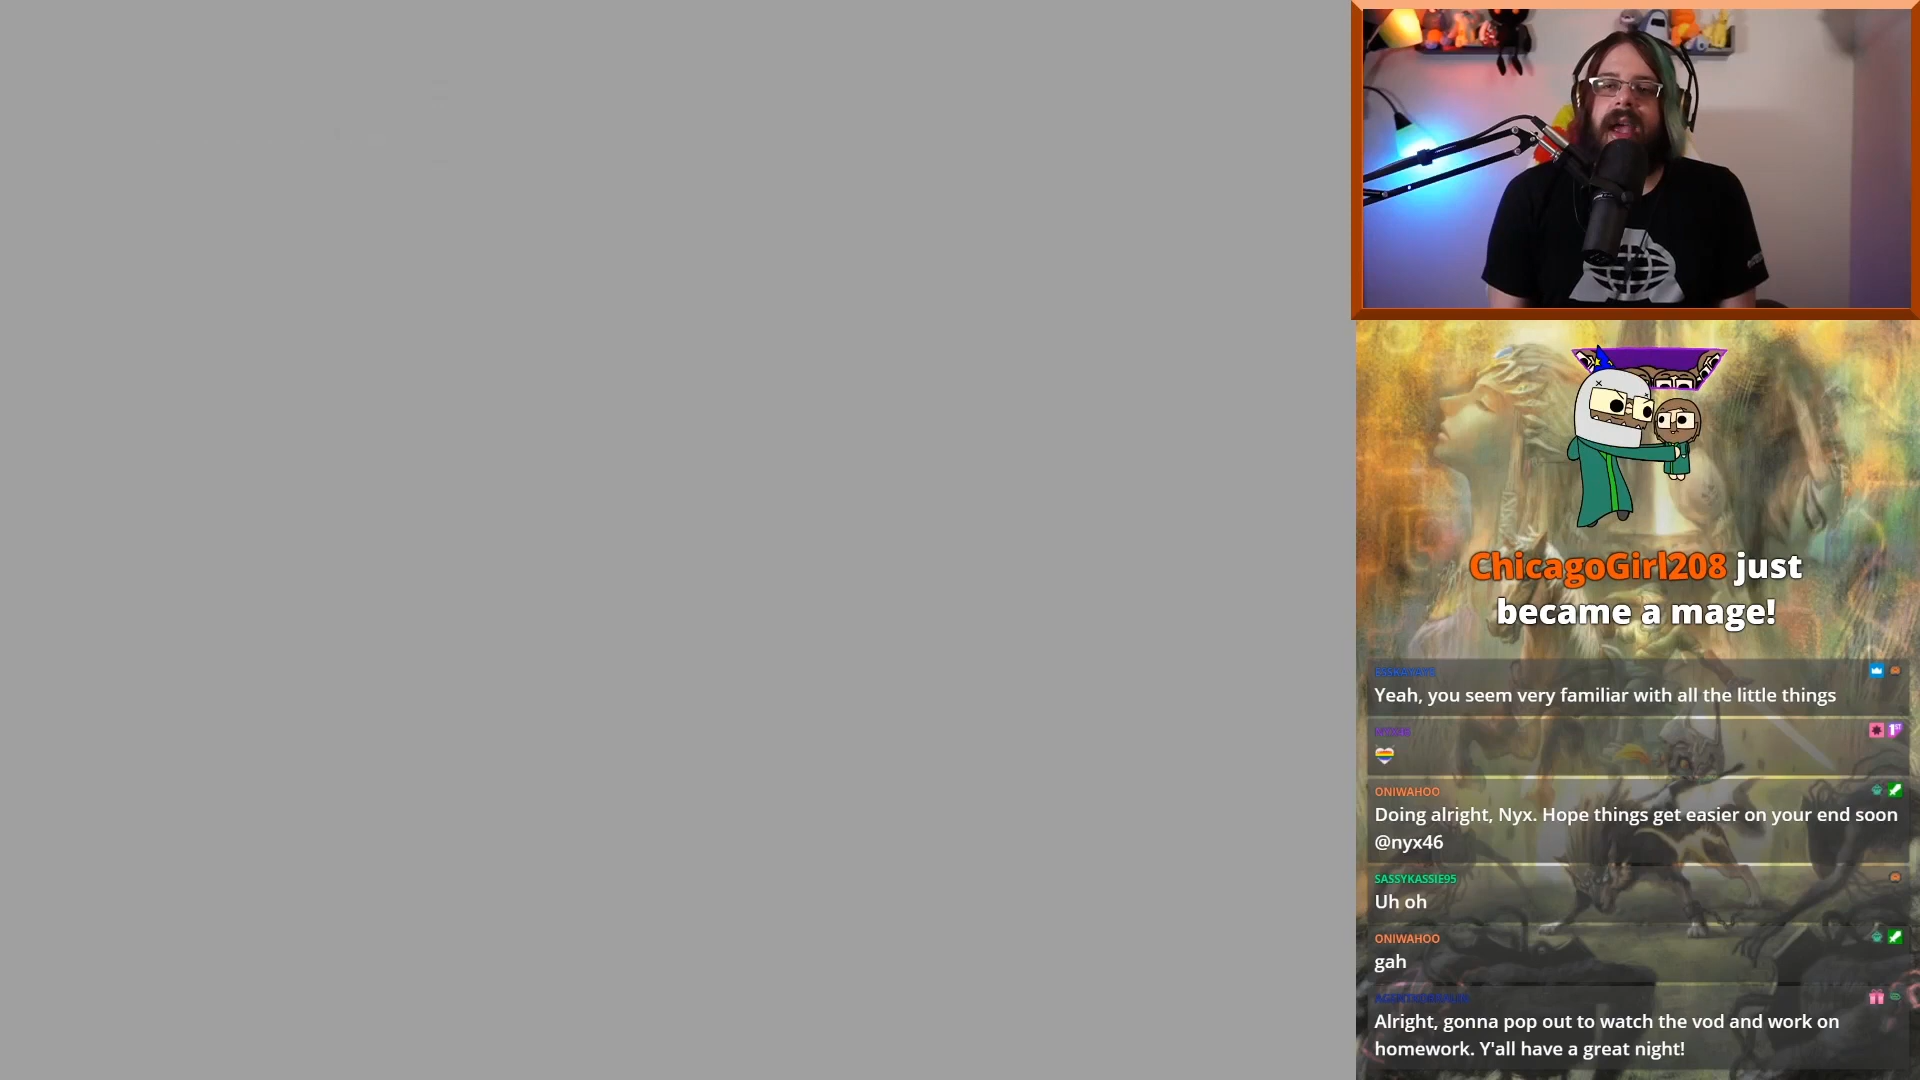 ChicagoGirl208 just
became a mage!
Yeah, you seem very familiar with all the little things
ONIWAHOO
Doing alright, Nyx. Hope things get easier on your end soon
@nyx46
SASSYKASSIE95
Uh oh
ONIWAHOO
gah
Alright, gonna pop out to watch the vod and work on
homework. Y'all have a great night!